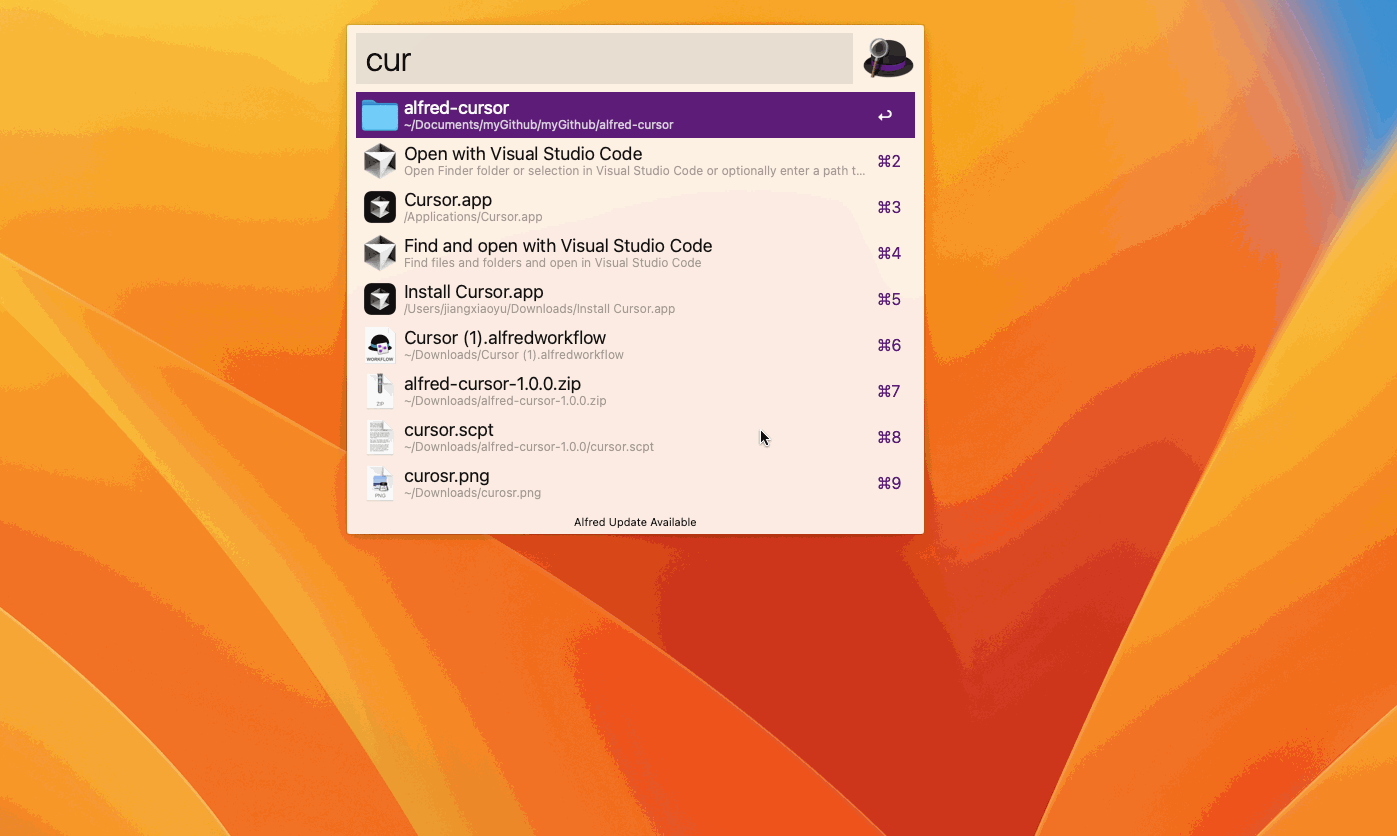 cur
alfred-cursor
~/Documents/myGithub/myGithub/alfred-cursor
↩
Open with Visual Studio Code
Open Finder folder or selection in Visual Studio Code or optionally enter a path t...
⌘2
Cursor.app
/Applications/Cursor.app
⌘3
Find and open with Visual Studio Code
Find files and folders and open in Visual Studio Code
⌘4
Install Cursor.app
/Users/jiangxiaoyu/Downloads/Install Cursor.app
⌘5
Cursor (1).alfredworkflow
~/Downloads/Cursor (1).alfredworkflow
WORKFLOW
⌘6
alfred-cursor-1.0.0.zip
~/Downloads/alfred-cursor-1.0.0.zip
ZIP
⌘7
cursor.scpt
~/Downloads/alfred-cursor-1.0.0/cursor.scpt
⌘8
curosr.png
~/Downloads/curosr.png
PNG
⌘9
Alfred Update Available